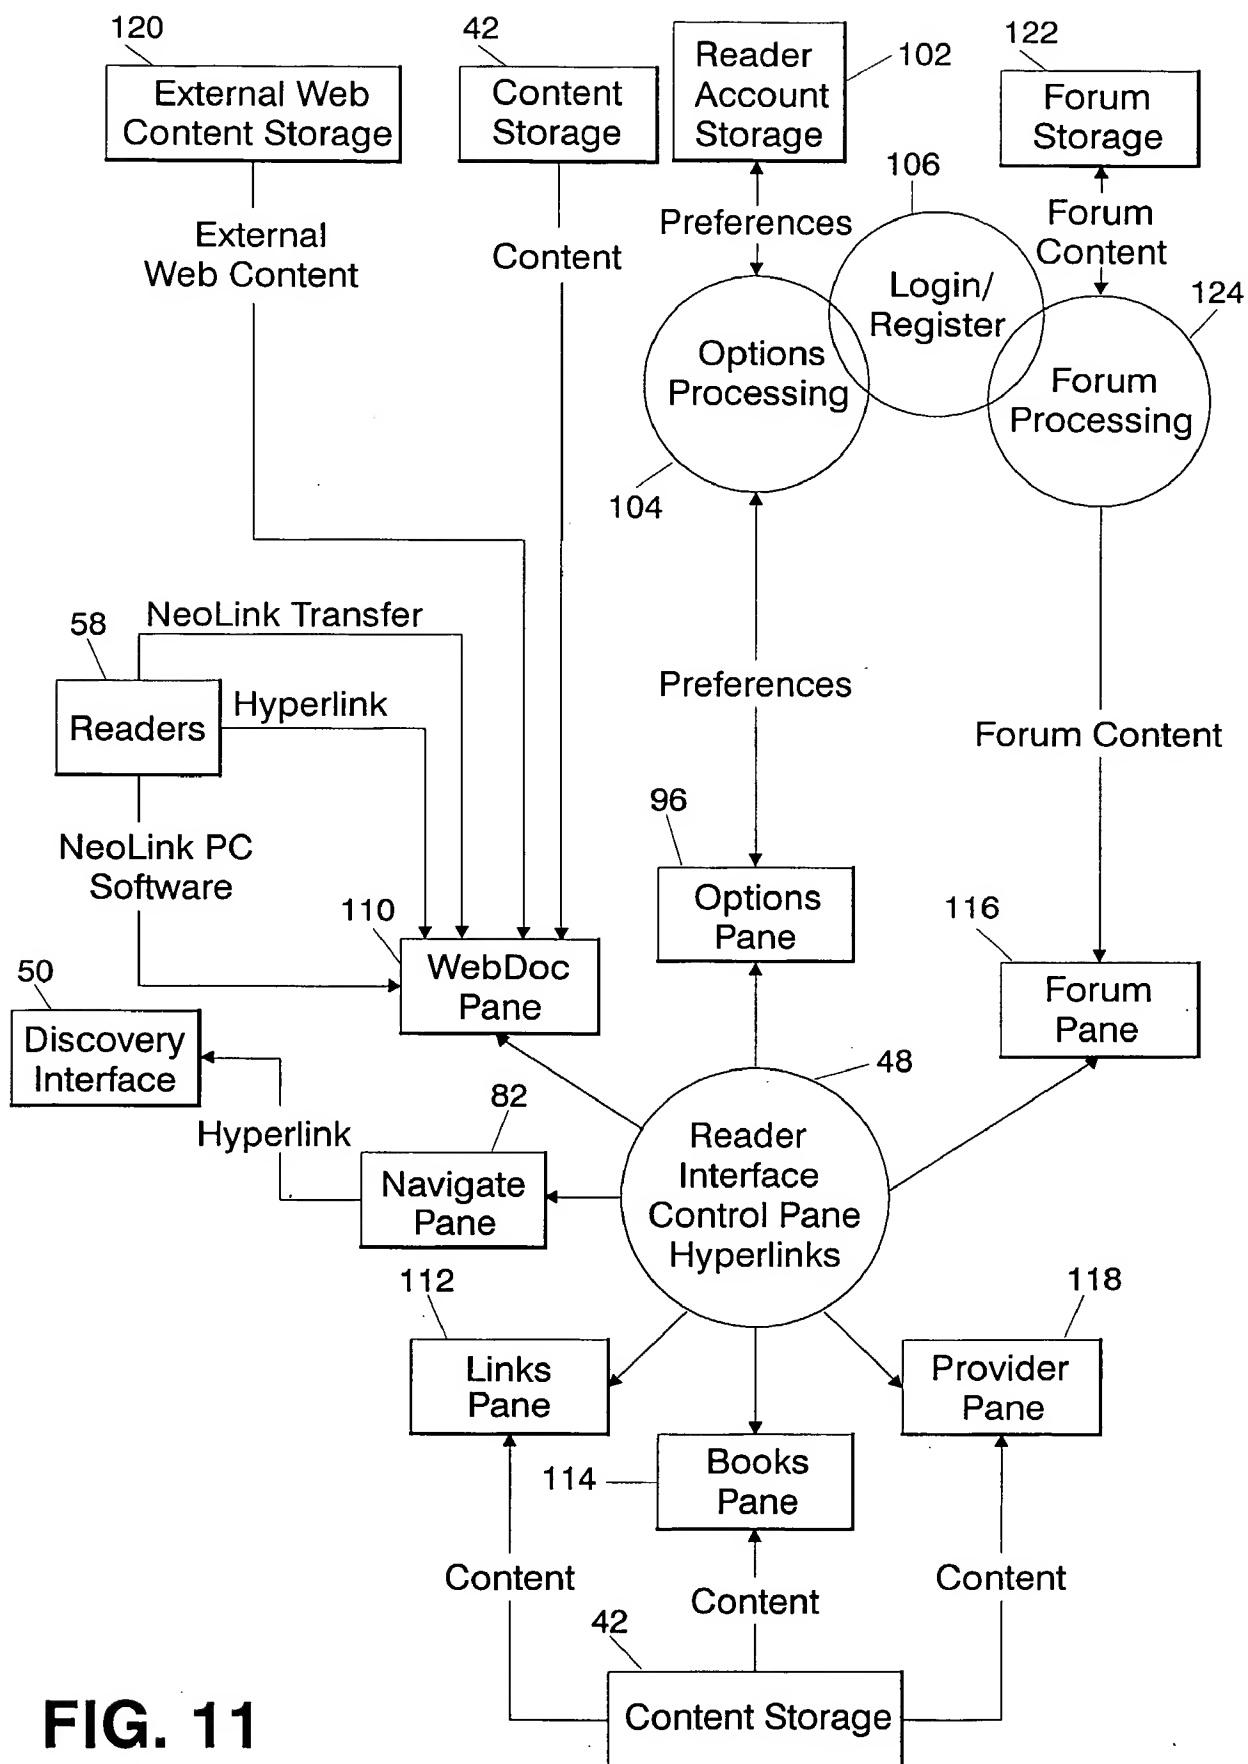 120
External Web
Content Storage
42
Content
Storage
Reader
Account
Storage
102
122
Forum
Storage
106
External
Web Content
Content
Preferences
Forum
Content
Login/
Register
124
Options
Processing
Forum
Processing
104
NeoLink Transfer
58
Readers
Hyperlink
Preferences
Forum Content
NeoLink PC
Software
96
Options
Pane
110
WebDoc
Pane
116
Forum
Pane
50
Discovery
Interface
Hyperlink
82
Navigate
Pane
48
Reader
Interface
Control Pane
Hyperlinks
112
Links
Pane
118
Provider
Pane
114
Books
Pane
Content
Content
Content
42
Content Storage
FIG. 11